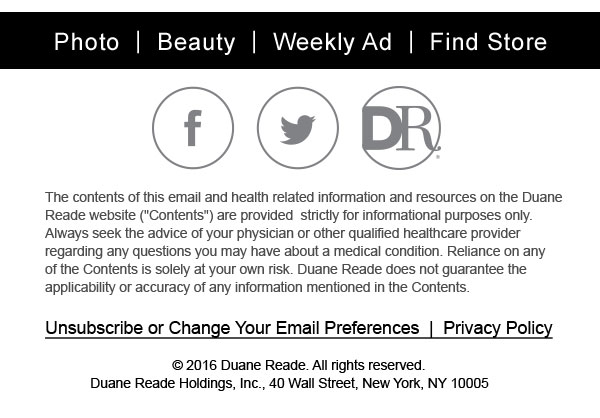 Photo | Beauty | Weekly Ad | Find Store
f DR®
The contents of this email and health related information and resources on the Duane
Reade website ("Contents") are provided  strictly for informational purposes only.
Always seek the advice of your physician or other qualified healthcare provider
regarding any questions you may have about a medical condition. Reliance on any
of the Contents is solely at your own risk. Duane Reade does not guarantee the
applicability or accuracy of any information mentioned in the Contents.
Unsubscribe or Change Your Email Preferences | Privacy Policy
© 2016 Duane Reade. All rights reserved.
Duane Reade Holdings, Inc., 40 Wall Street, New York, NY 10005